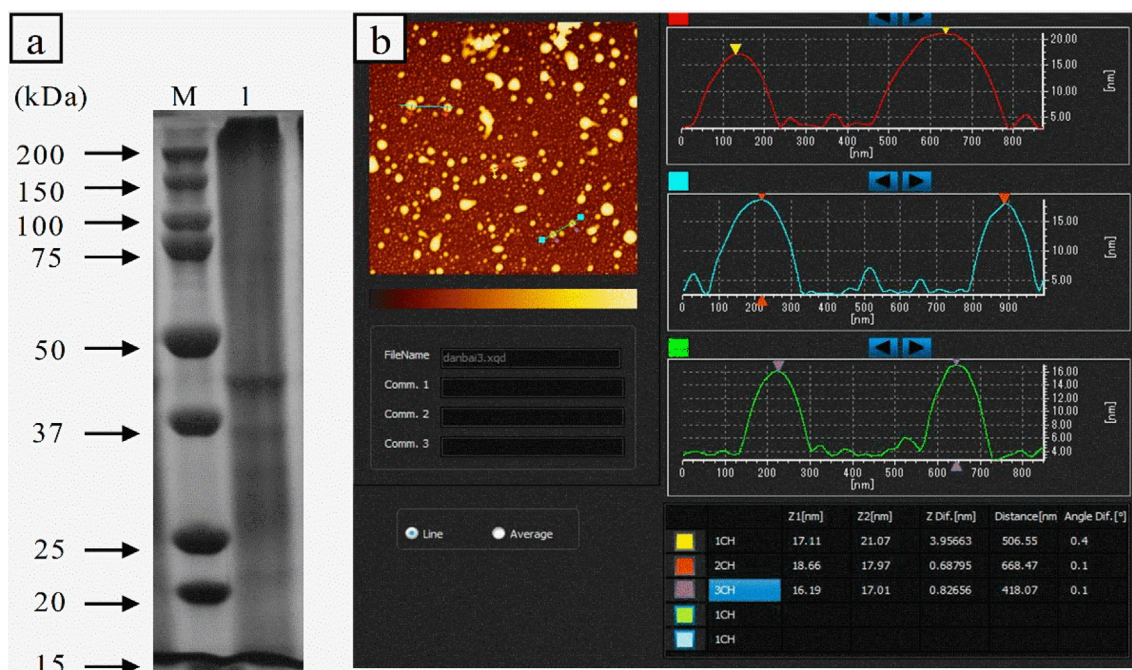 a
(kDa)
M 1
200
150
100
75
50
37
25
20
15
b
FileName danbai3.xqd
Comm. 1
Comm. 2
Comm. 3
Line Average
20.00
15.00
10.00
5.00
[nm]
0 100 200 300 400 500 600 700 800
[nm]
15.00
10.00
5.00
[nm]
0 100 200 300 400 500 600 700 800 900
[nm]
16.00
14.00
12.00
10.00
8.00
6.00
4.00
[nm]
0 100 200 300 400 500 600 700 800
[nm]
Z1[nm] Z2[nm] Z Dif.[nm] Distance[nm Angle Dif.[°]
1CH 17.11 21.07 3.95663 506.55 0.4
2CH 18.66 17.97 0.68795 668.47 0.1
3CH 16.19 17.01 0.82656 418.07 0.1
1CH
1CH